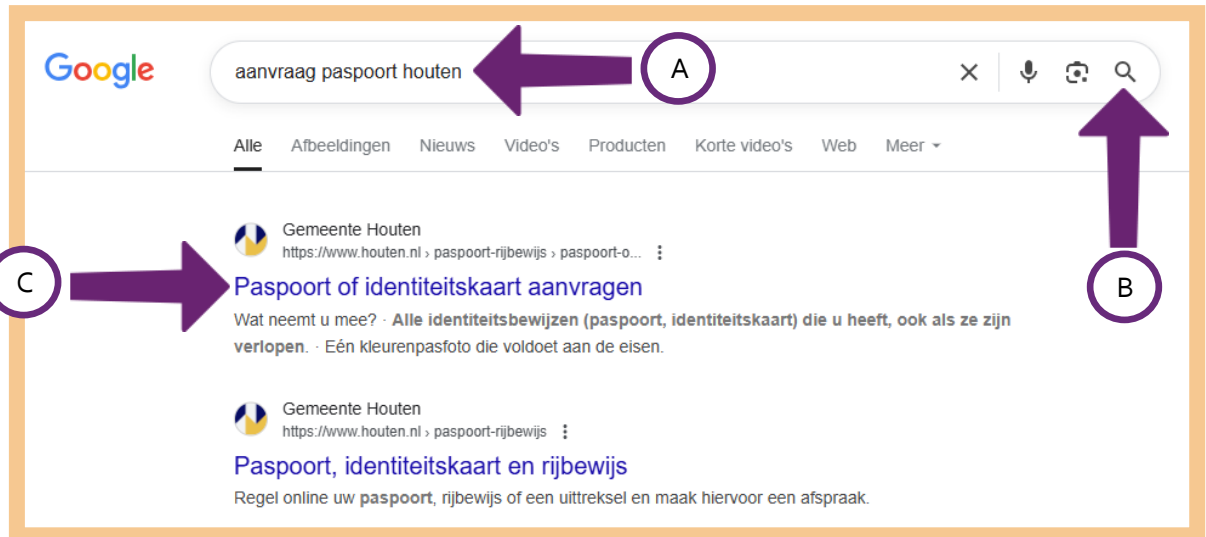 Google
aanvraag paspoort houten
A
Alle Afbeeldingen Nieuws Video's Producten Korte video's Web Meer
Gemeente Houten
https://www.houten.nl › paspoort-rijbewijs › paspoort-o...
C
Paspoort of identiteitskaart aanvragen
B
Wat neemt u mee? · Alle identiteitsbewijzen (paspoort, identiteitskaart) die u heeft, ook als ze zijn
verlopen. · Eén kleurenpasfoto die voldoet aan de eisen.
Gemeente Houten
https://www.houten.nl › paspoort-rijbewijs
Paspoort, identiteitskaart en rijbewijs
Regel online uw paspoort, rijbewijs of een uittreksel en maak hiervoor een afspraak.